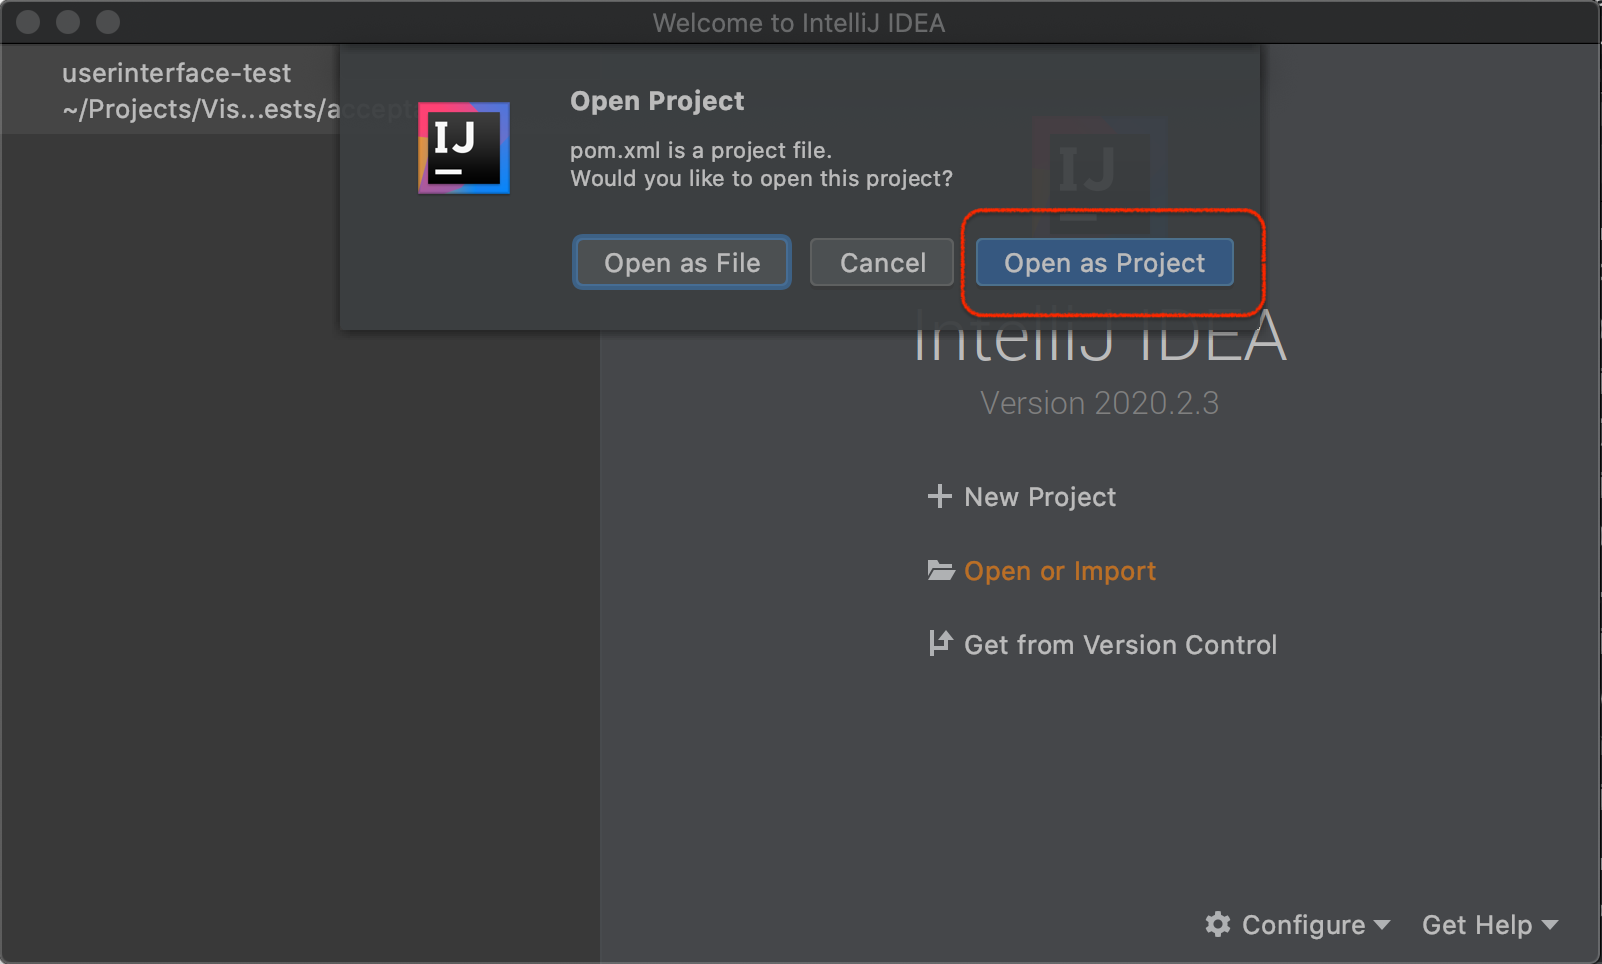 Welcome to IntelliJ IDEA
userinterface-test
~/Projects/Vis...ests/accept
IJ
Open Project
pom.xml is a project file.
Would you like to open this project?
Open as File
Cancel
Open as Project
IJ
IntelliJ IDEA
Version 2020.2.3
New Project
Open or Import
Get from Version Control
Configure
Get Help